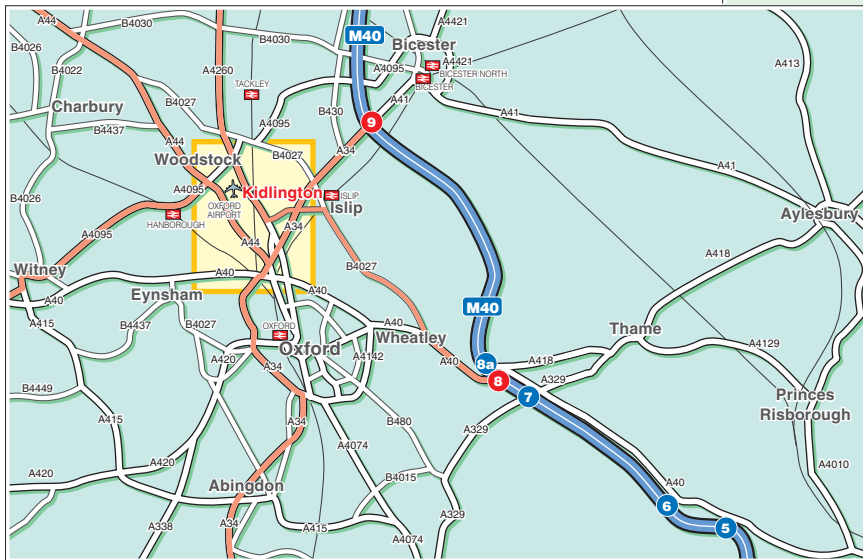 A44
B4030
A4421
B4026
B4030
M40
Bicester
A4260
A4421
A413
B4022
A4095
BICESTER NORTH
TACKLEY
BICESTER
B4027
A41
Charbury
B430
A41
A4095
9
B4437
A44
A34
Woodstock
B4027
A41
A4095
Kidlington
ISLIP
B4026
OXFORD
AIRPORT
Islip
Aylesbury
HANBOROUGH
A34
A4095
A44
A418
Witney
A40
B4027
A40
Eynsham
A40
M40
A415
B4437
B4027
OXFORD
A40
Wheatley
Thame
Oxford
A4142
A4129
A420
A40
8a
A418
A34
8
A329
B4449
7
Princes
Risborough
A415
A34
B480
A329
A4074
A420
A420
B4015
A40
A4010
Abingdon
6
A329
A338
A34
A415
A4074
5